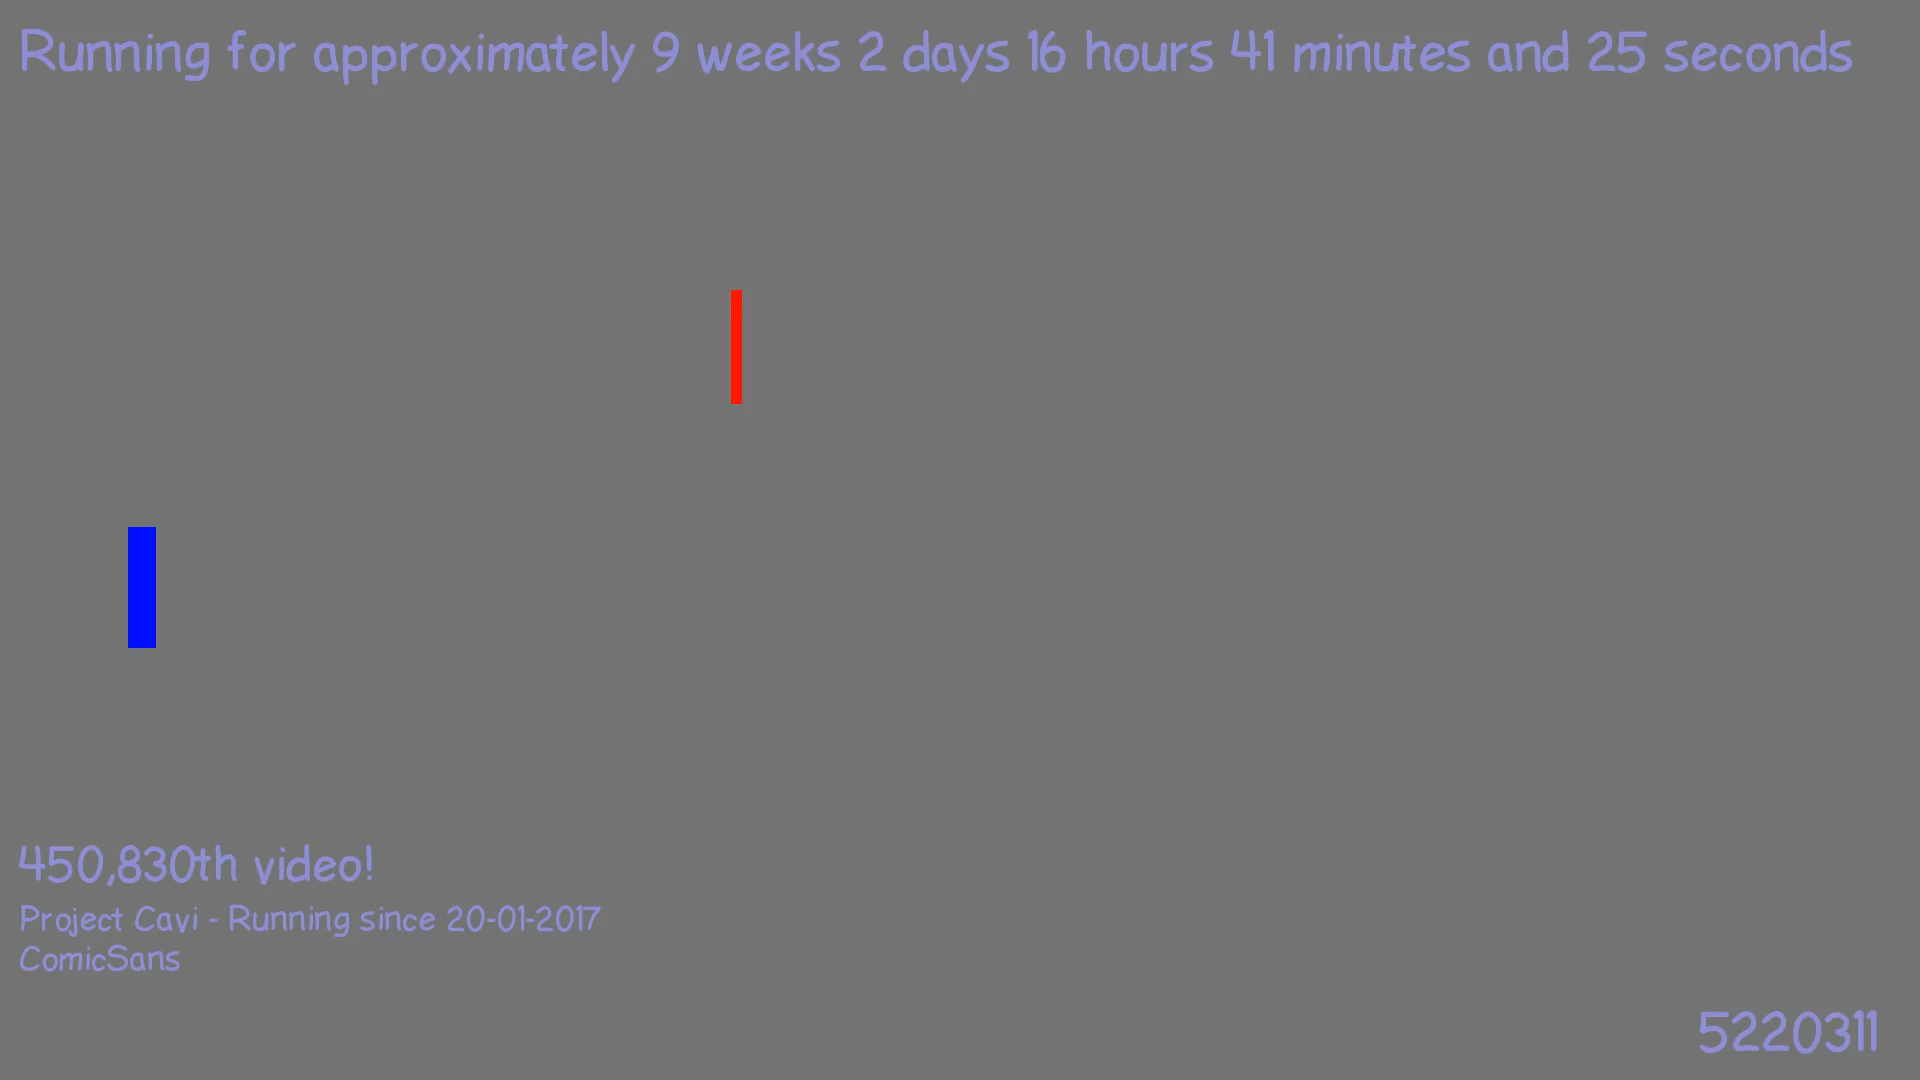 Running for approximately 9 weeks 2 days 16 hours 41 minutes and 25 seconds
450,830th video!
Project Cavi - Running since 20-01-2017
ComicSans
5220311